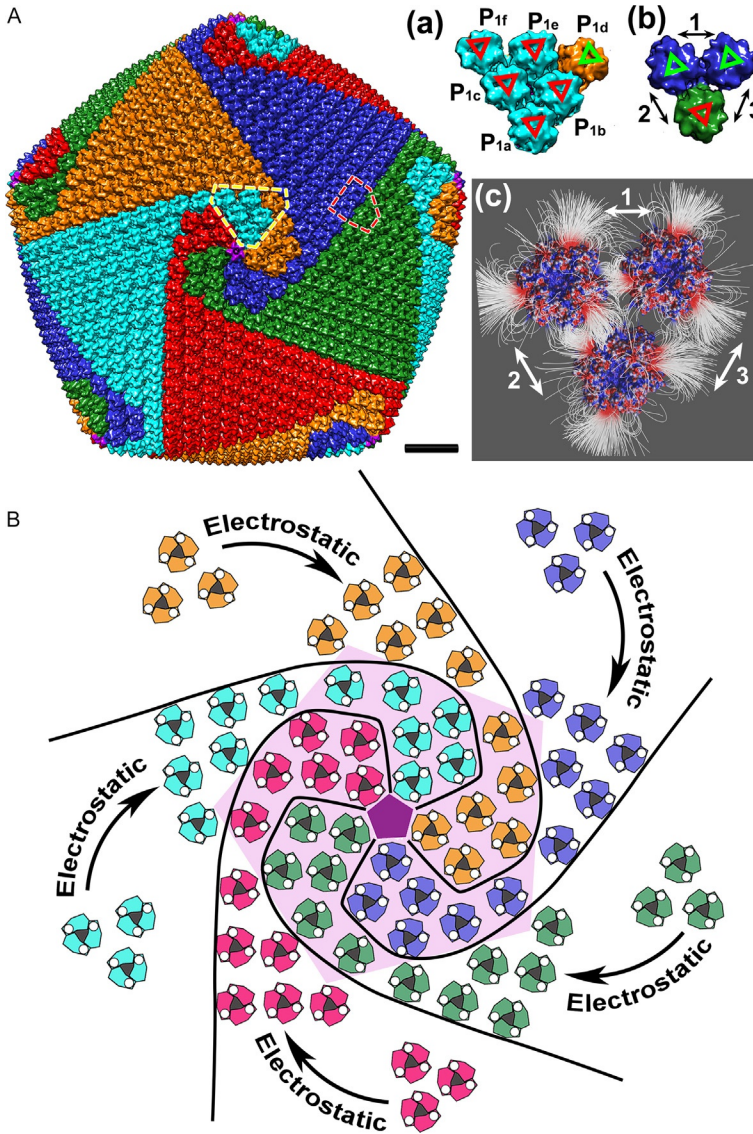 A
(a)
P1f
P1e
P1d
P1c
P1a
P1b
(b)
1
2
3
(c)
1
2
3
B
Electrostatic
Electrostatic
Electrostatic
Electrostatic
Electrostatic